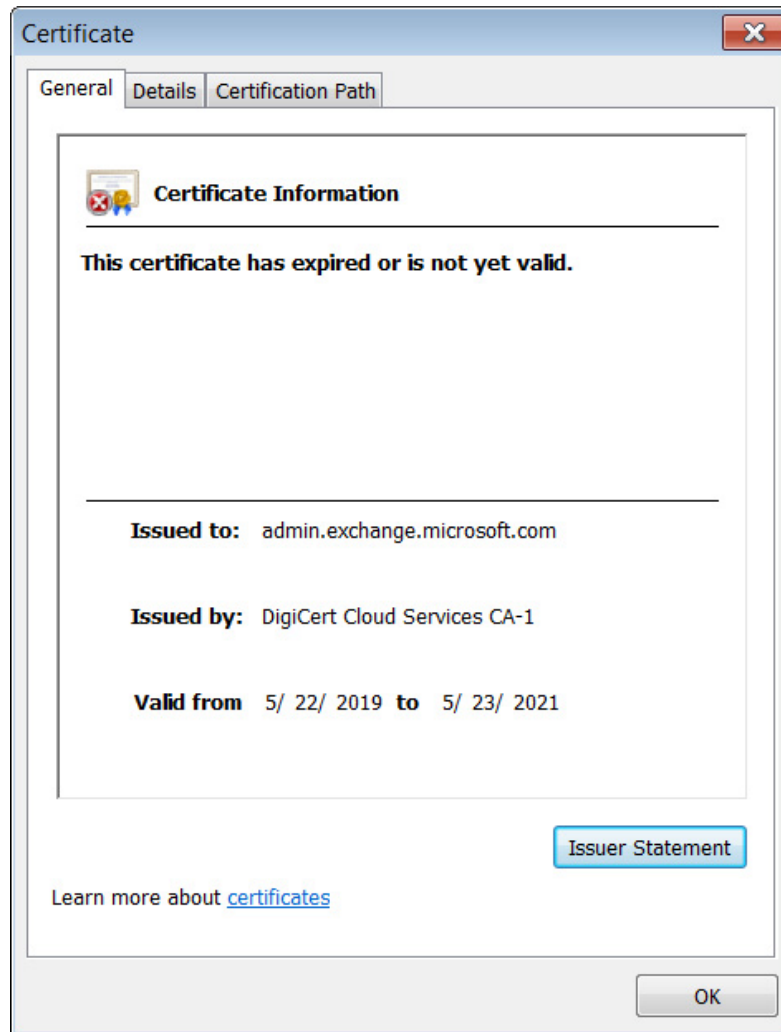 Certificate
General Details Certification Path
Certificate Information
This certificate has expired or is not yet valid.
Issued to: admin.exchange.microsoft.com
Issued by: DigiCert Cloud Services CA-1
Valid from 5/ 22/ 2019 to 5/ 23/ 2021
Issuer Statement
Learn more about certificates
OK